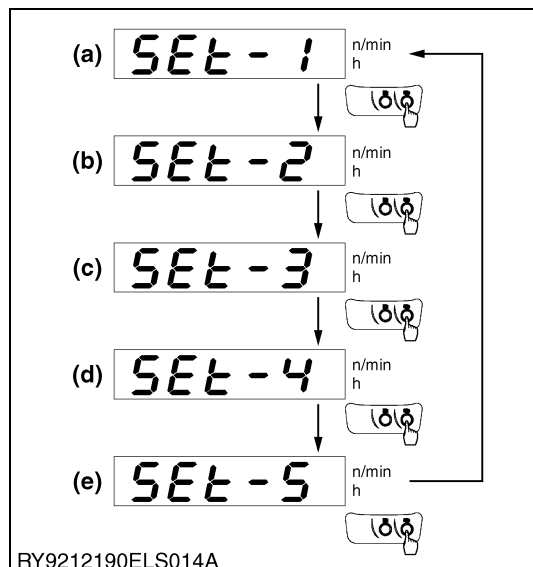 (a) SEt-1 n/min
h
(b) SEt-2 n/min
h
(c) SEt-3 n/min
h
(d) SEt-4 n/min
h
(e) SEt-5 n/min
h
RY9212190ELS014A